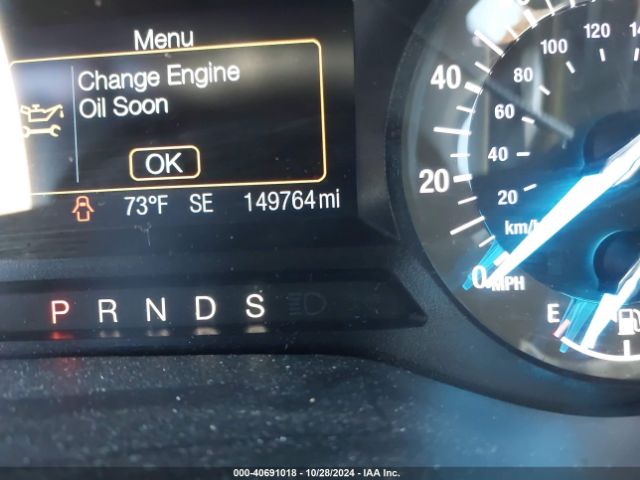 Menu
Change Engine
Oil Soon
OK
73°F SE 149764 mi
P R N D S
40
20
0
MPH
120
100
80
60
40
20
km/h
E
000-40691018 - 10/28/2024 - IAA Inc.